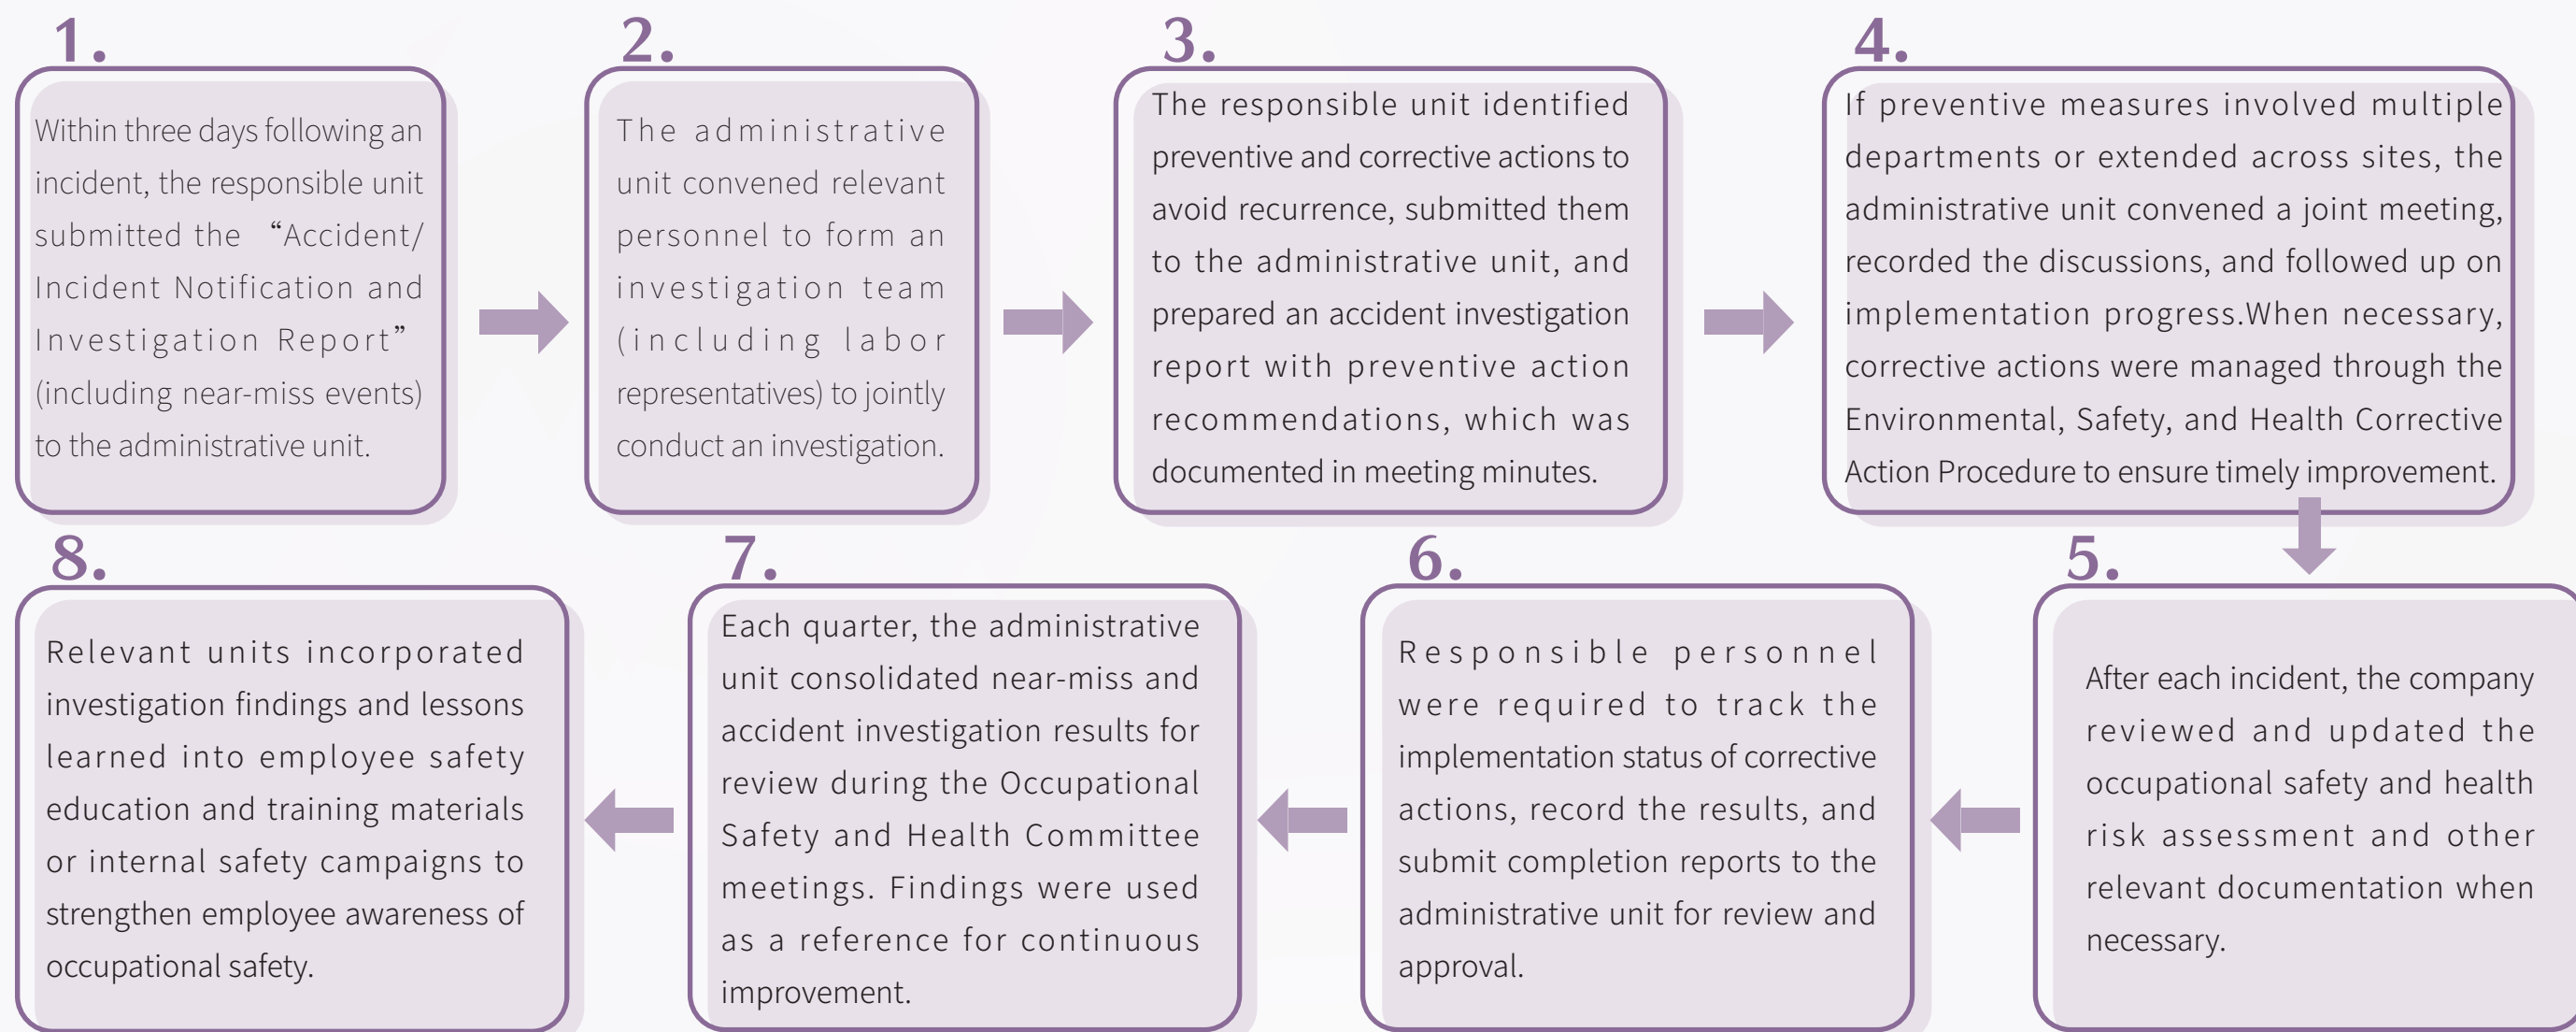 1.
Within three days following an
incident, the responsible unit
submitted the “Accident/
Incident Notification and
Investigation Report”
(including near-miss events)
to the administrative unit.
2.
The administrative
unit convened relevant
personnel to form an
investigation team
(including labor
representatives) to jointly
conduct an investigation.
3.
The responsible unit identified
preventive and corrective actions to
avoid recurrence, submitted them
to the administrative unit, and
prepared an accident investigation
report with preventive action
recommendations, which was
documented in meeting minutes.
4.
If preventive measures involved multiple
departments or extended across sites, the
administrative unit convened a joint meeting,
recorded the discussions, and followed up on
implementation progress.When necessary,
corrective actions were managed through the
Environmental, Safety, and Health Corrective
Action Procedure to ensure timely improvement.
5.
After each incident, the company
reviewed and updated the
occupational safety and health
risk assessment and other
relevant documentation when
necessary.
6.
Responsible personnel
were required to track the
implementation status of corrective
actions, record the results, and
submit completion reports to the
administrative unit for review and
approval.
7.
Each quarter, the administrative
unit consolidated near-miss and
accident investigation results for
review during the Occupational
Safety and Health Committee
meetings. Findings were used
as a reference for continuous
improvement.
8.
Relevant units incorporated
investigation findings and lessons
learned into employee safety
education and training materials
or internal safety campaigns to
strengthen employee awareness of
occupational safety.